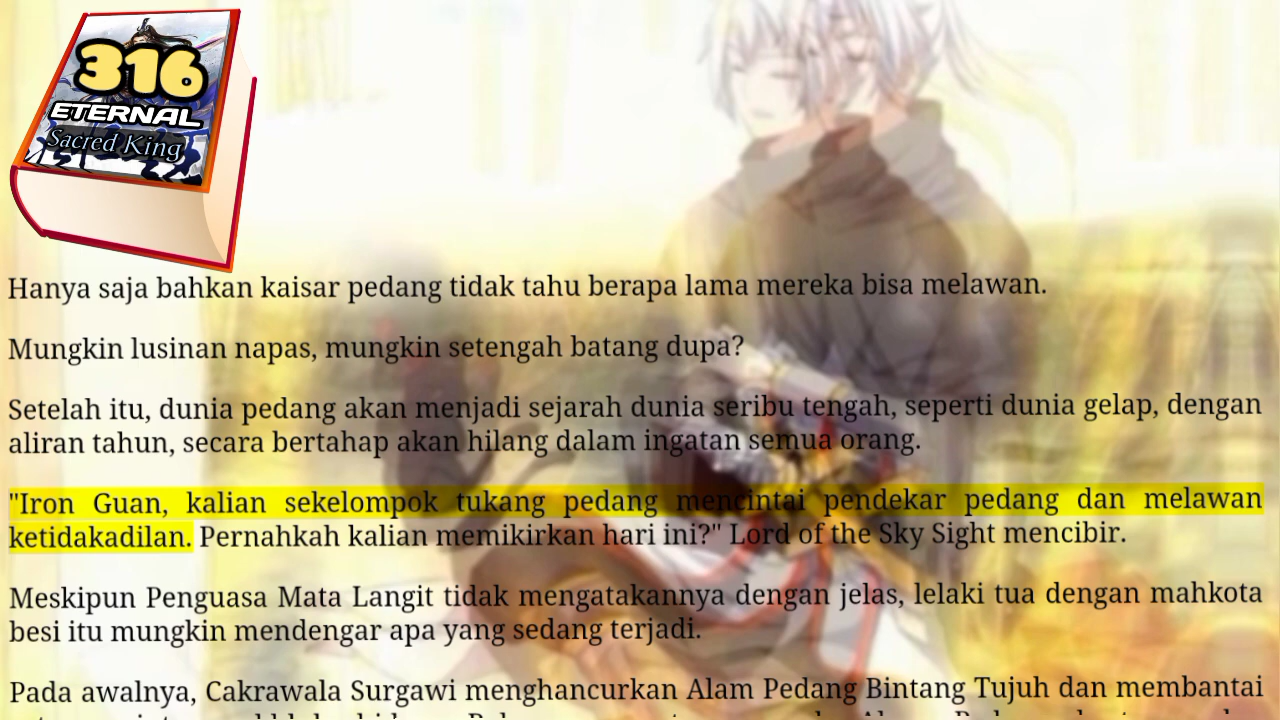 316
ETERNAL
Sacred King
Hanya saja bahkan kaisar pedang tidak tahu berapa lama mereka bisa melawan.
Mungkin lusinan napas, mungkin setengah batang dupa?
Setelah itu, dunia pedang akan menjadi sejarah dunia seribu tengah, seperti dunia gelap, dengan
aliran tahun, secara bertahap akan hilang dalam ingatan semua orang.
"Iron Guan, kalian sekelompok tukang pedang mencintai pendekar pedang dan melawan
ketidakadilan. Pernahkah kalian memikirkan hari ini?" Lord of the Sky Sight mencibir.
Meskipun Penguasa Mata Langit tidak mengatakannya dengan jelas, lelaki tua dengan mahkota
besi itu mungkin mendengar apa yang sedang terjadi.
Pada awalnya, Cakrawala Surgawi menghancurkan Alam Pedang Bintang Tujuh dan membantai